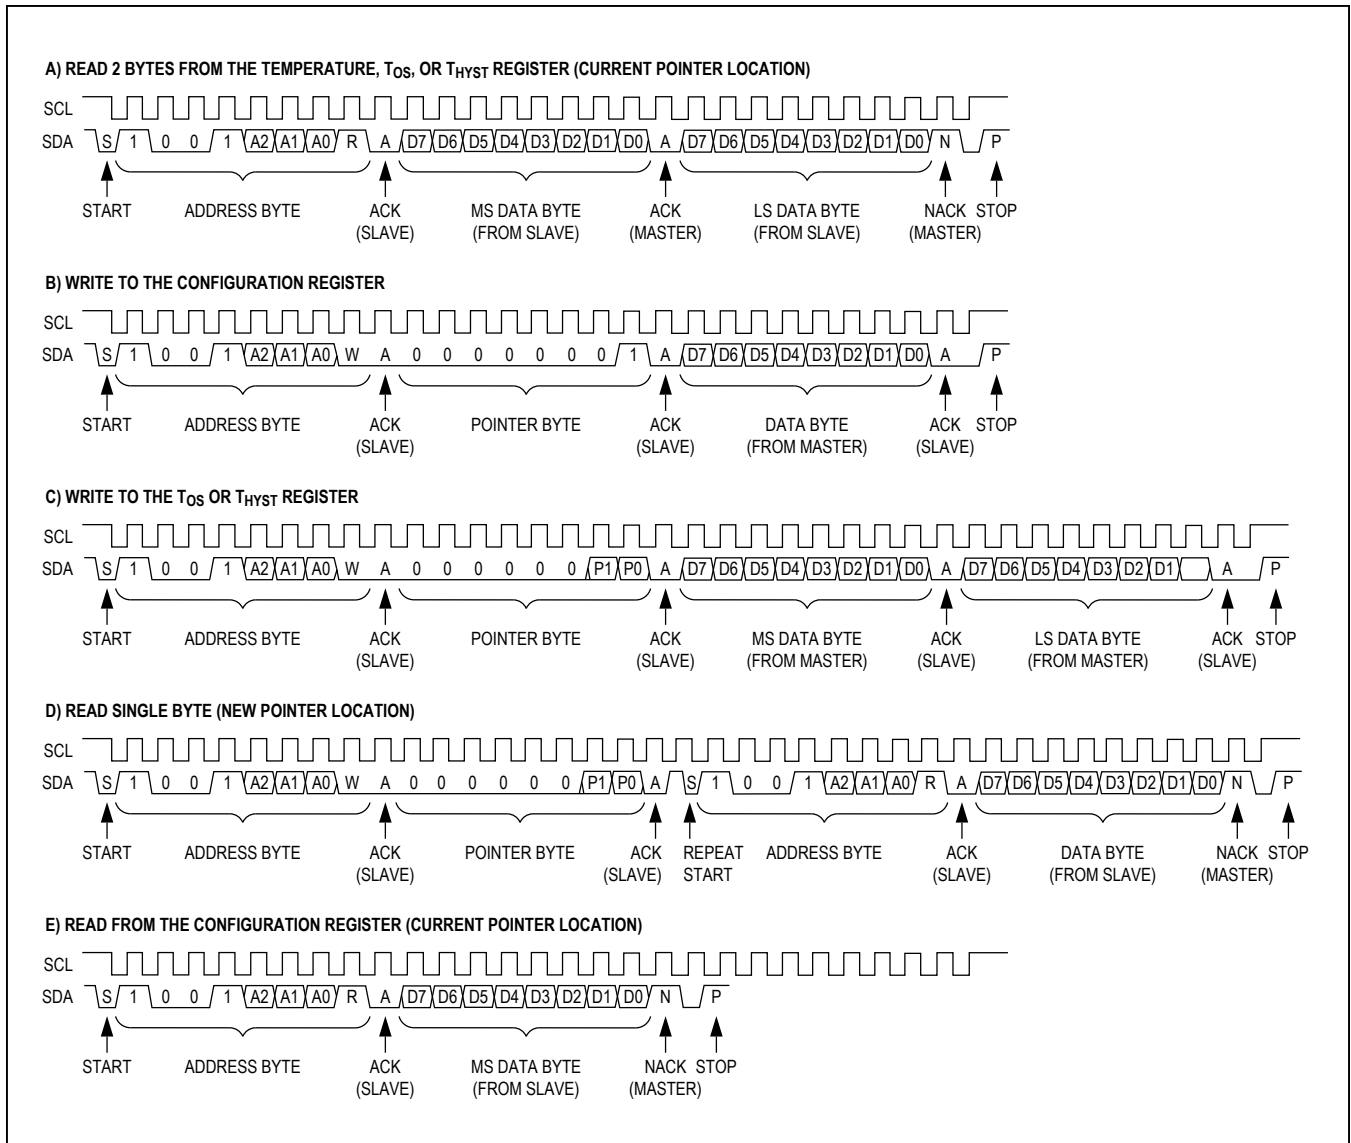 A) READ 2 BYTES FROM THE TEMPERATURE, TOS, OR THYST REGISTER (CURRENT POINTER LOCATION)
SCL
SDA S 1 0 0 1 A2 A1 A0 R A D7 D6 D5 D4 D3 D2 D1 D0 A D7 D6 D5 D4 D3 D2 D1 D0 N P
START ADDRESS BYTE ACK MS DATA BYTE ACK LS DATA BYTE NACK STOP
(SLAVE) (FROM SLAVE) (MASTER) (FROM SLAVE) (MASTER)
B) WRITE TO THE CONFIGURATION REGISTER
SCL
SDA S 1 0 0 1 A2 A1 A0 W A 0 0 0 0 0 0 0 1 A D7 D6 D5 D4 D3 D2 D1 D0 A P
START ADDRESS BYTE ACK POINTER BYTE ACK DATA BYTE ACK STOP
(SLAVE) (SLAVE) (FROM MASTER) (SLAVE)
C) WRITE TO THE TOS OR THYST REGISTER
SCL
SDA S 1 0 0 1 A2 A1 A0 W A 0 0 0 0 0 0 P1 P0 A D7 D6 D5 D4 D3 D2 D1 D0 A D7 D6 D5 D4 D3 D2 D1 A P
START ADDRESS BYTE ACK POINTER BYTE ACK MS DATA BYTE ACK LS DATA BYTE ACK STOP
(SLAVE) (SLAVE) (FROM MASTER) (SLAVE) (FROM MASTER) (SLAVE)
D) READ SINGLE BYTE (NEW POINTER LOCATION)
SCL
SDA S 1 0 0 1 A2 A1 A0 W A 0 0 0 0 0 0 P1 P0 A S 1 0 0 1 A2 A1 A0 R A D7 D6 D5 D4 D3 D2 D1 D0 N P
START ADDRESS BYTE ACK POINTER BYTE ACK REPEAT ADDRESS BYTE ACK DATA BYTE NACK STOP
(SLAVE) (SLAVE) START (SLAVE) (FROM SLAVE) (MASTER)
E) READ FROM THE CONFIGURATION REGISTER (CURRENT POINTER LOCATION)
SCL
SDA S 1 0 0 1 A2 A1 A0 R A D7 D6 D5 D4 D3 D2 D1 D0 N P
START ADDRESS BYTE ACK MS DATA BYTE NACK STOP
(SLAVE) (FROM SLAVE) (MASTER)